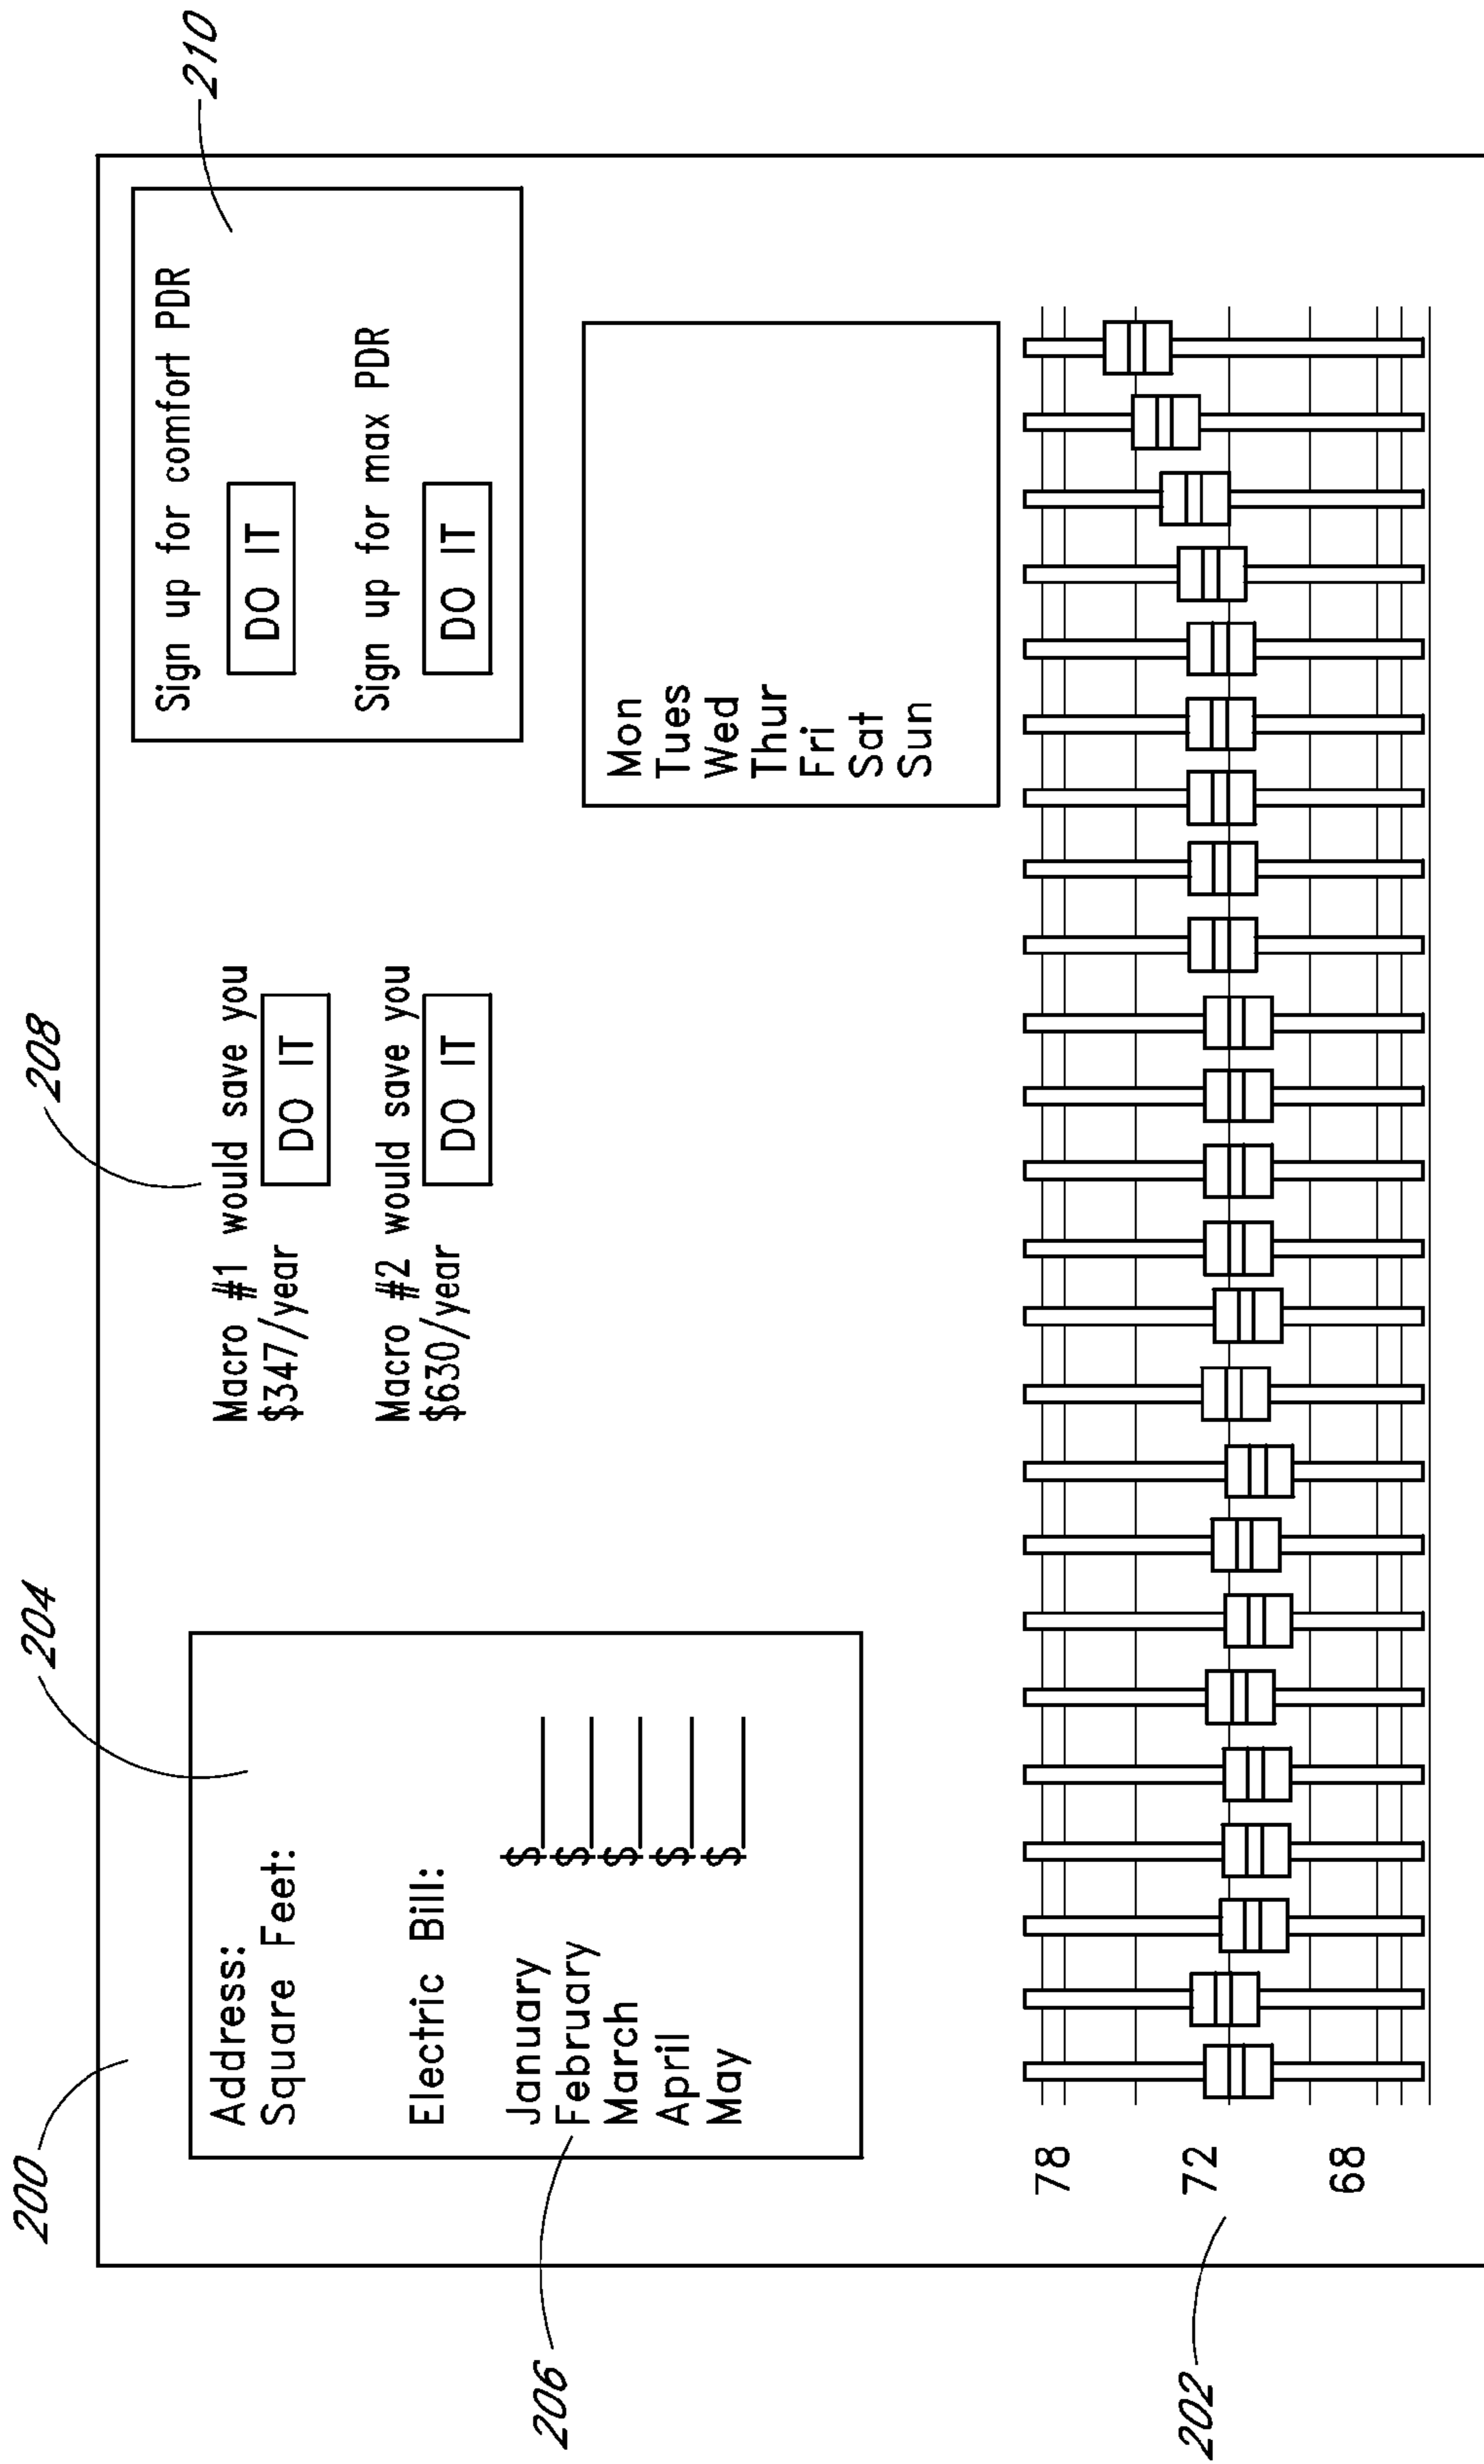 200
204
208
210
Address:
Square Feet:
Electric Bill:
January $
February $
March $
April $
May $
206
Macro #1 would save you
$347/year
DO IT
Macro #2 would save you
$630/year
DO IT
Sign up for comfort PDR
DO IT
Sign up for max PDR
DO IT
Mon
Tues
Wed
Thur
Fri
Sat
Sun
78
72
68
202